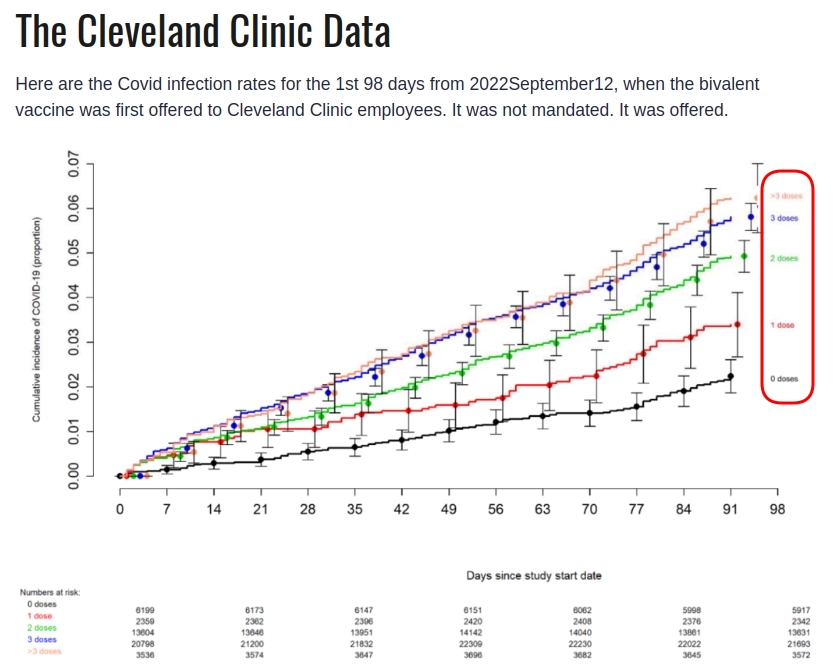 The Cleveland Clinic Data
Here are the Covid infection rates for the 1st 98 days from 2022September12, when the bivalent
vaccine was first offered to Cleveland Clinic employees. It was not mandated. It was offered.
0.07
0.06
0.05
0.04
0.03
0.02
0.01
0.00
Cumulative incidence of COVID-19 (proportion)
>3 doses
3 doses
2 doses
1 dose
0 doses
0 7 14 21 28 35 42 49 56 63 70 77 84 91 98
Days since study start date
Numbers at risk:
0 doses 6199 6173 6147 6151 6062 5998 5917
1 dose 2359 2362 2396 2420 2408 2376 2342
2 doses 13604 13646 13951 14142 14040 13861 13631
3 doses 20798 21200 21832 22309 22230 22022 21693
>3 doses 3536 3574 3647 3696 3682 3645 3572